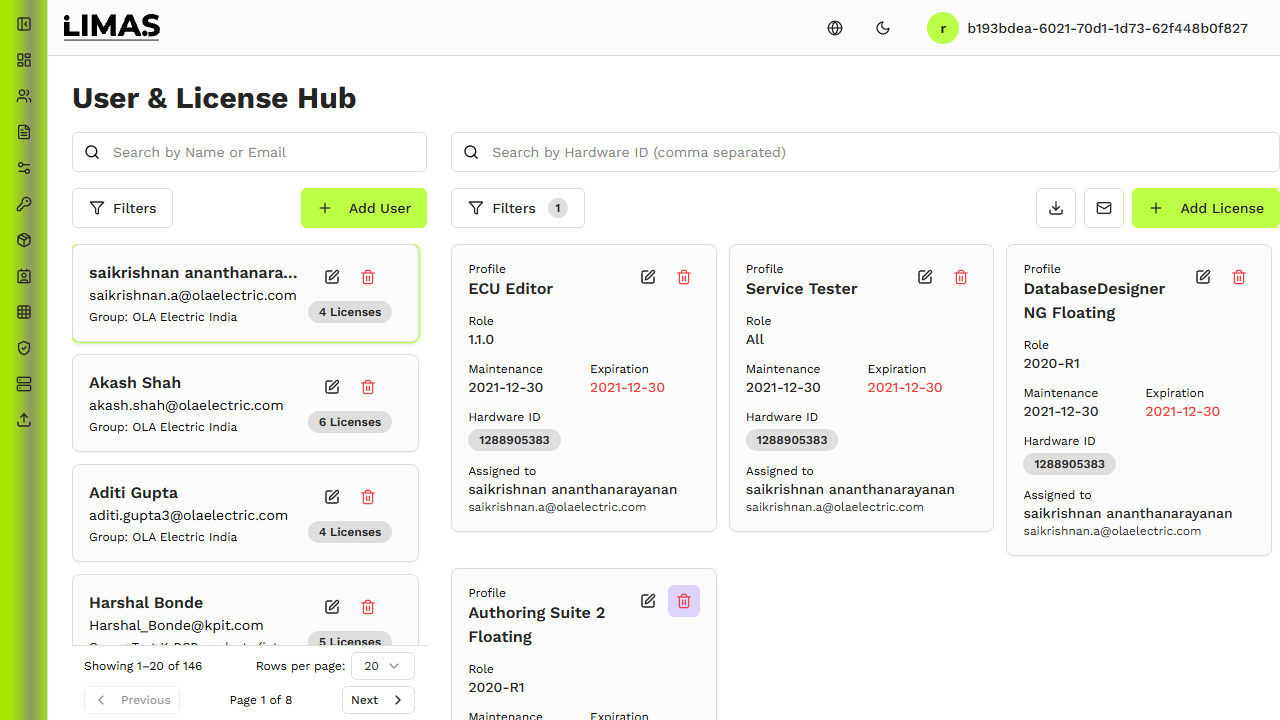 LIMAS
r
b193bdea-6021-70d1-1d73-62f448b0f827
User & License Hub
Search by Name or Email
Filters
Add User
saikrishnan ananthanara...
saikrishnan.a@olaelectric.com
Group: OLA Electric India
4 Licenses
Akash Shah
akash.shah@olaelectric.com
Group: OLA Electric India
6 Licenses
Aditi Gupta
aditi.gupta3@olaelectric.com
Group: OLA Electric India
4 Licenses
Harshal Bonde
Harshal_Bonde@kpit.com
5 Licenses
Showing 1–20 of 146
Rows per page:
20
Previous
Page 1 of 8
Next
Search by Hardware ID (comma separated)
Filters
1
Add License
Profile
ECU Editor
Role
1.1.0
Maintenance
2021-12-30
Expiration
2021-12-30
Hardware ID
1288905383
Assigned to
saikrishnan ananthanarayanan
saikrishnan.a@olaelectric.com
Profile
Service Tester
Role
All
Maintenance
2021-12-30
Expiration
2021-12-30
Hardware ID
1288905383
Assigned to
saikrishnan ananthanarayanan
saikrishnan.a@olaelectric.com
Profile
DatabaseDesigner
NG Floating
Role
2020-R1
Maintenance
2021-12-30
Expiration
2021-12-30
Hardware ID
1288905383
Assigned to
saikrishnan ananthanarayanan
saikrishnan.a@olaelectric.com
Profile
Authoring Suite 2
Floating
Role
2020-R1
Maintenance
Expiration